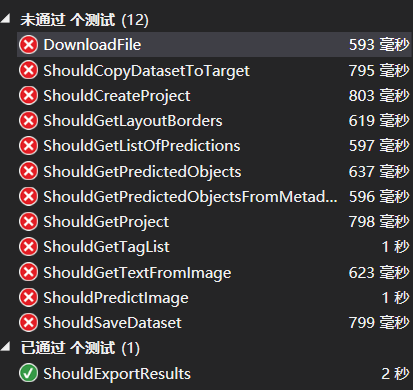 未通过 个测试 (12)
DownloadFile 593 毫秒
ShouldCopyDatasetToTarget 795 毫秒
ShouldCreateProject 803 毫秒
ShouldGetLayoutBorders 619 毫秒
ShouldGetListOfPredictions 597 毫秒
ShouldGetPredictedObjects 637 毫秒
ShouldGetPredictedObjectsFromMetad... 596 毫秒
ShouldGetProject 798 毫秒
ShouldGetTagList 1 秒
ShouldGetTextFromImage 623 毫秒
ShouldPredictImage 5 毫秒
ShouldSaveDataset 799 毫秒
已通过 个测试 (1)
ShouldExportResults 2 秒